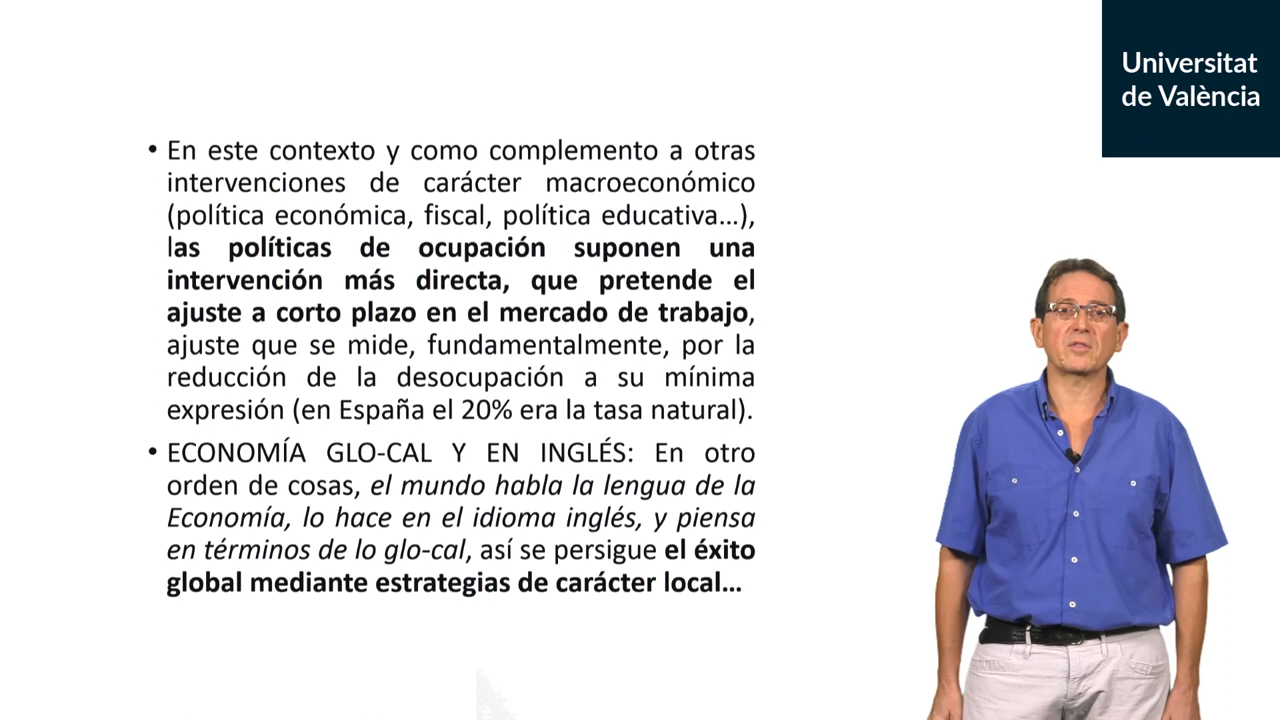 Universitat
de València
• En este contexto y como complemento a otras
intervenciones de carácter macroeconómico
(política económica, fiscal, política educativa…),
las políticas de ocupación suponen una
intervención más directa, que pretende el
ajuste a corto plazo en el mercado de trabajo,
ajuste que se mide, fundamentalmente, por la
reducción de la desocupación a su mínima
expresión (en España el 20% era la tasa natural).
• ECONOMÍA GLO-CAL Y EN INGLÉS: En otro
orden de cosas, el mundo habla la lengua de la
Economía, lo hace en el idioma inglés, y piensa
en términos de lo glo-cal, así se persigue el éxito
global mediante estrategias de carácter local…